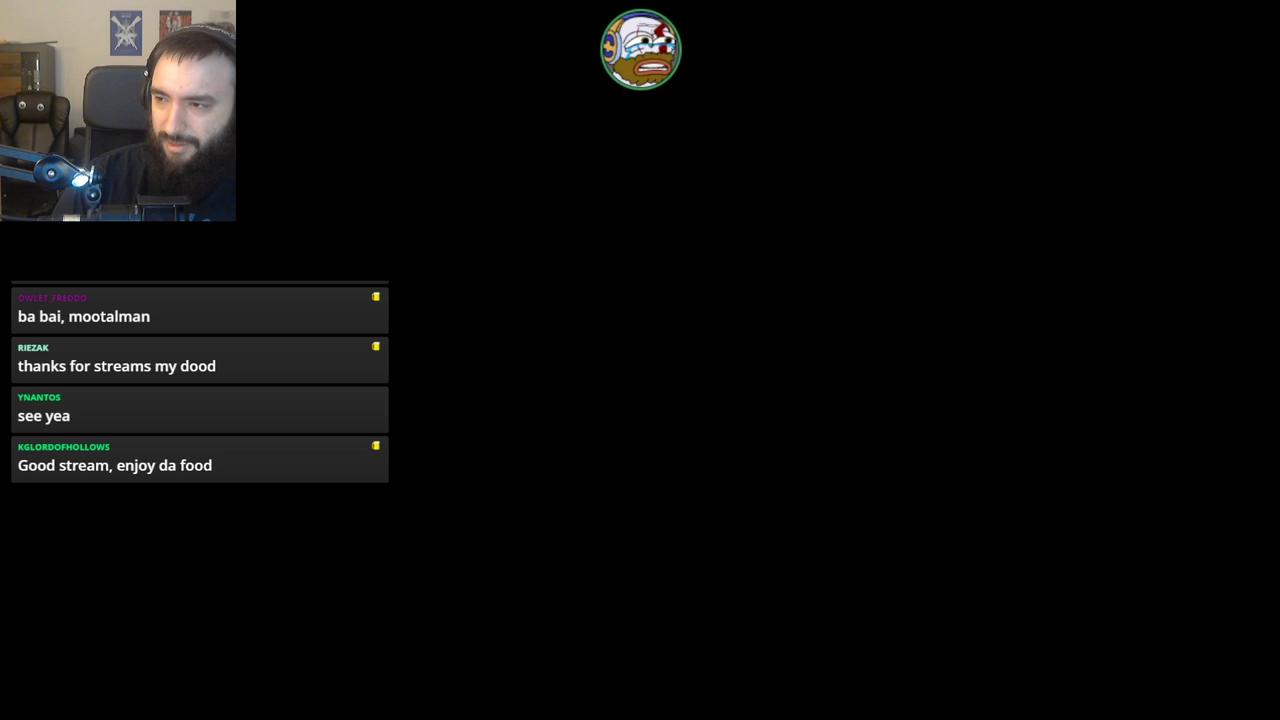 OWLET_FREDDO
ba bai, mootalman
RIEZAK
thanks for streams my dood
YNANTOS
see yea
KGLORDOFHOLLOWS
Good stream, enjoy da food